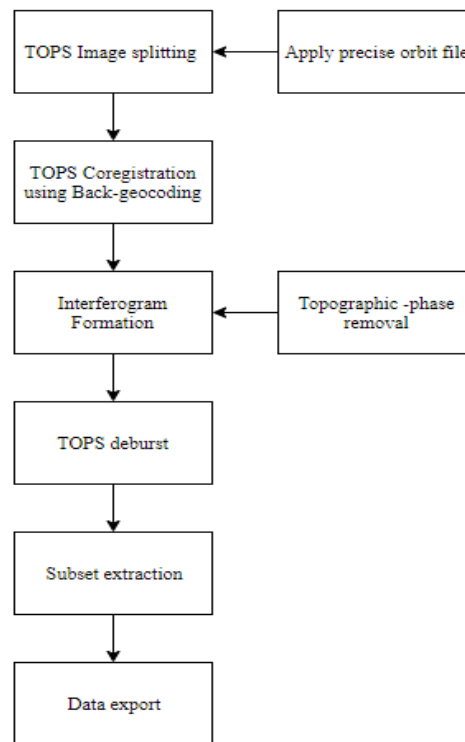 TOPS Image splitting
Apply precise orbit file
TOPS Coregistration
using Back-geocoding
Interferogram
Formation
Topographic -phase
removal
TOPS deburst
Subset extraction
Data export